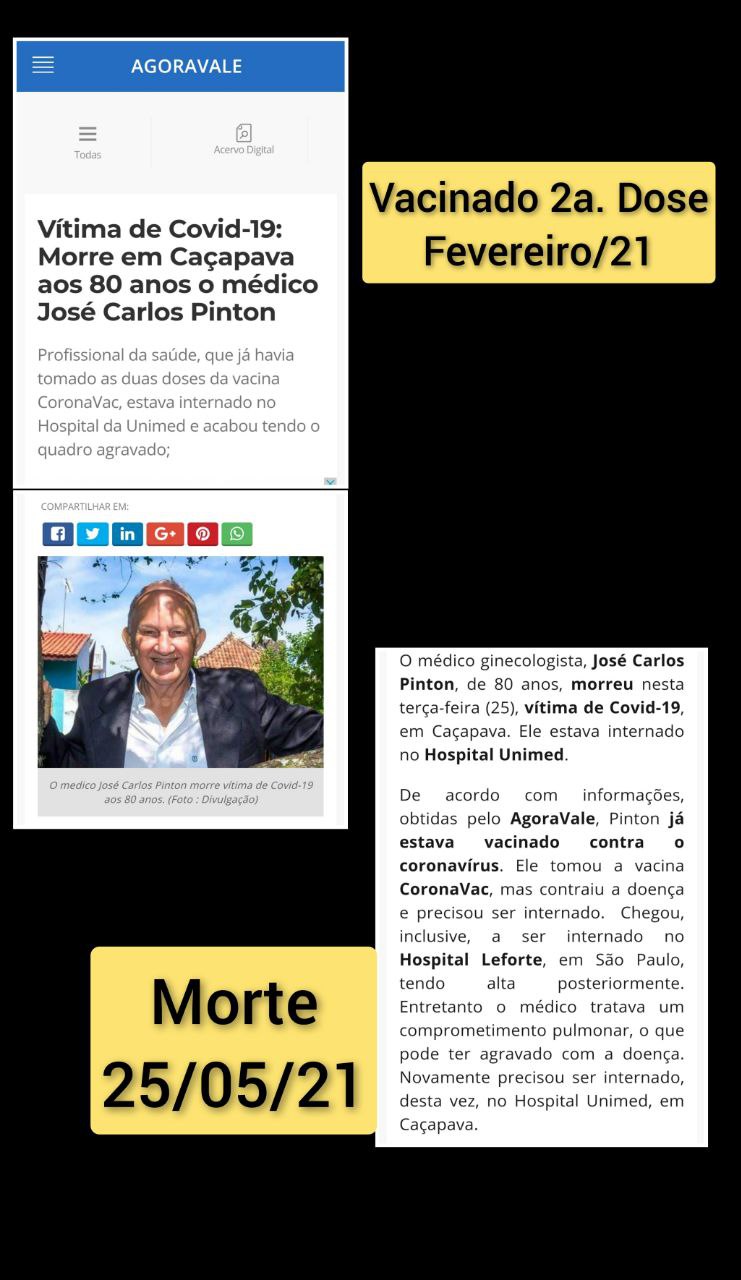 AGORAVALE
Todas
Acervo Digital
Vacinado 2a. Dose
Fevereiro/21
Vítima de Covid-19:
Morre em Caçapava
aos 80 anos o médico
José Carlos Pinton
Profissional da saúde, que já havia
tomado as duas doses da vacina
CoronaVac, estava internado no
Hospital da Unimed e acabou tendo o
quadro agravado;
COMPARTILHAR EM:
G+
O medico José Carlos Pinton morre vítima de Covid-19
aos 80 anos. (Foto : Divulgação)
O médico ginecologista, José Carlos
Pinton, de 80 anos, morreu nesta
terça-feira (25), vítima de Covid-19,
em Caçapava. Ele estava internado
no Hospital Unimed.
De acordo com informações,
obtidas pelo AgoraVale, Pinton já
estava vacinado contra o
coronavírus. Ele tomou a vacina
CoronaVac, mas contraiu a doença
e precisou ser internado. Chegou,
inclusive, a ser internado no
Hospital Leforte, em São Paulo,
tendo alta posteriormente.
Entretanto o médico tratava um
comprometimento pulmonar, o que
pode ter agravado com a doença.
Novamente precisou ser internado,
desta vez, no Hospital Unimed, em
Caçapava.
Morte
25/05/21